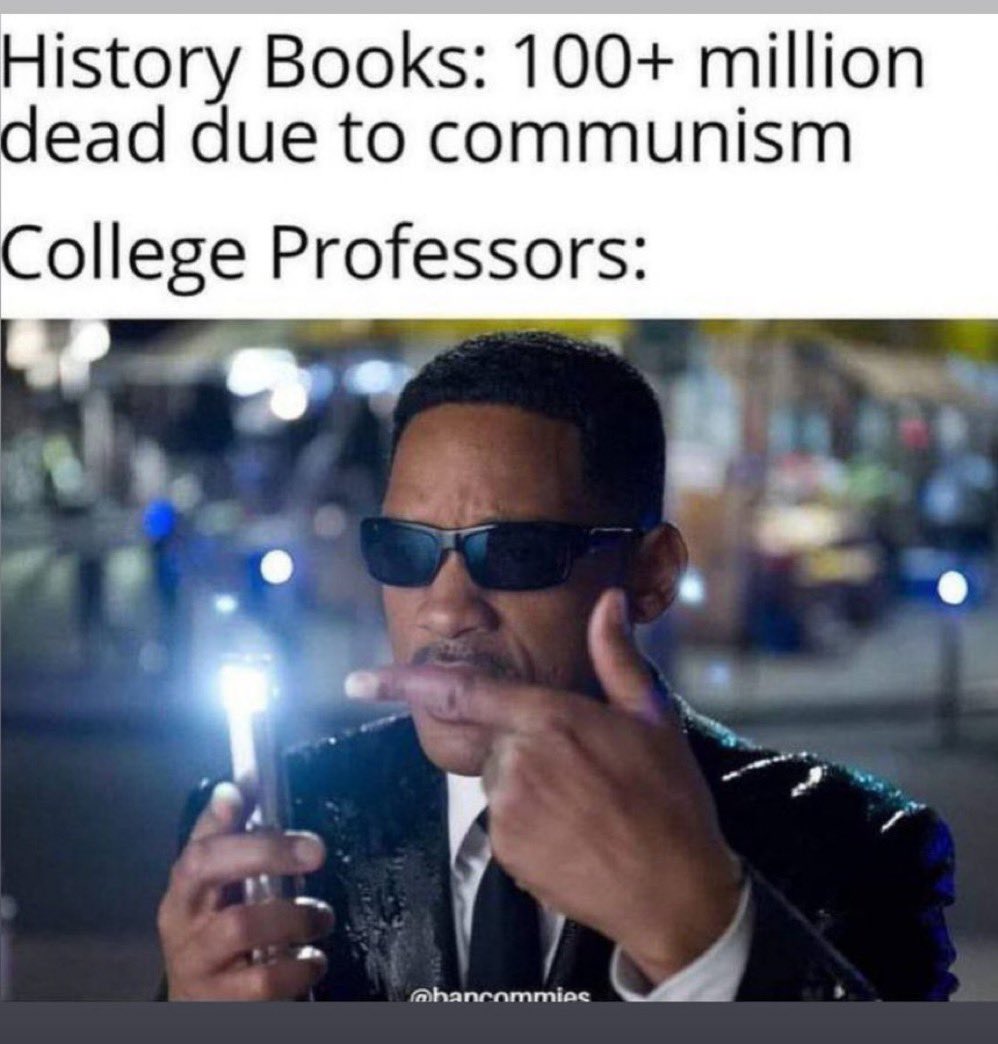 History Books: 100+ million
dead due to communism
College Professors:
@bancommies